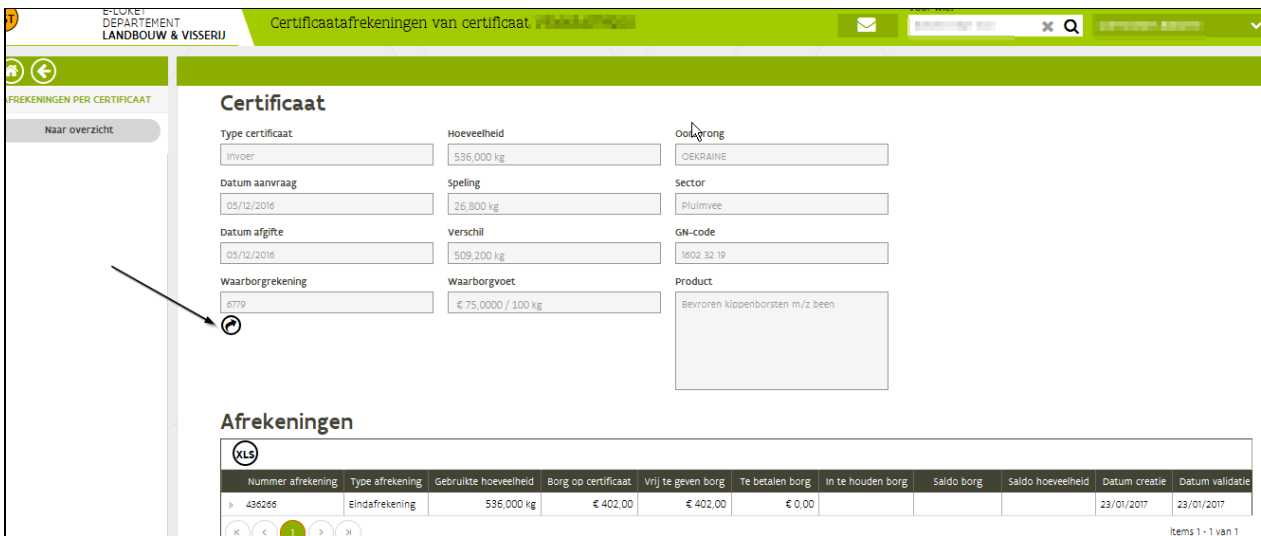 E-LOKET
DEPARTEMENT
LANDBOUW & VISSERIJ
Certificaatafrekeningen van certificaat
AFREKENINGEN PER CERTIFICAAT
Naar overzicht
Certificaat
Type certificaat Hoeveelheid Oorsprong
Invoer 536,000 kg OEKRAINE
Datum aanvraag Speling Sector
05/12/2016 26,800 kg Pluimvee
Datum afgifte Verschil GN-code
05/12/2016 509,200 kg 1602 32 19
Waarborgrekening Waarborgvoet Product
6779 € 75,0000 / 100 kg Bevroren kippenborsten m/z been
Afrekeningen
XLS
Nummer afrekening Type afrekening Gebruikte hoeveelheid Borg op certificaat Vrij te geven borg Te betalen borg In te houden borg Saldo borg Saldo hoeveelheid Datum creatie Datum validatie
436266 Eindafrekening 536,000 kg € 402,00 € 402,00 € 0,00 23/01/2017 23/01/2017
1 items 1 - 1 van 1